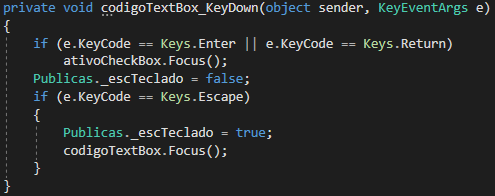 private void codigoTextBox_KeyDown(object sender, KeyEventArgs e)
{
    if (e.KeyCode == Keys.Enter || e.KeyCode == Keys.Return)
        ativoCheckBox.Focus();
    Publicas._escTeclado = false;
    if (e.KeyCode == Keys.Escape)
    {
        Publicas._escTeclado = true;
        codigoTextBox.Focus();
    }
}